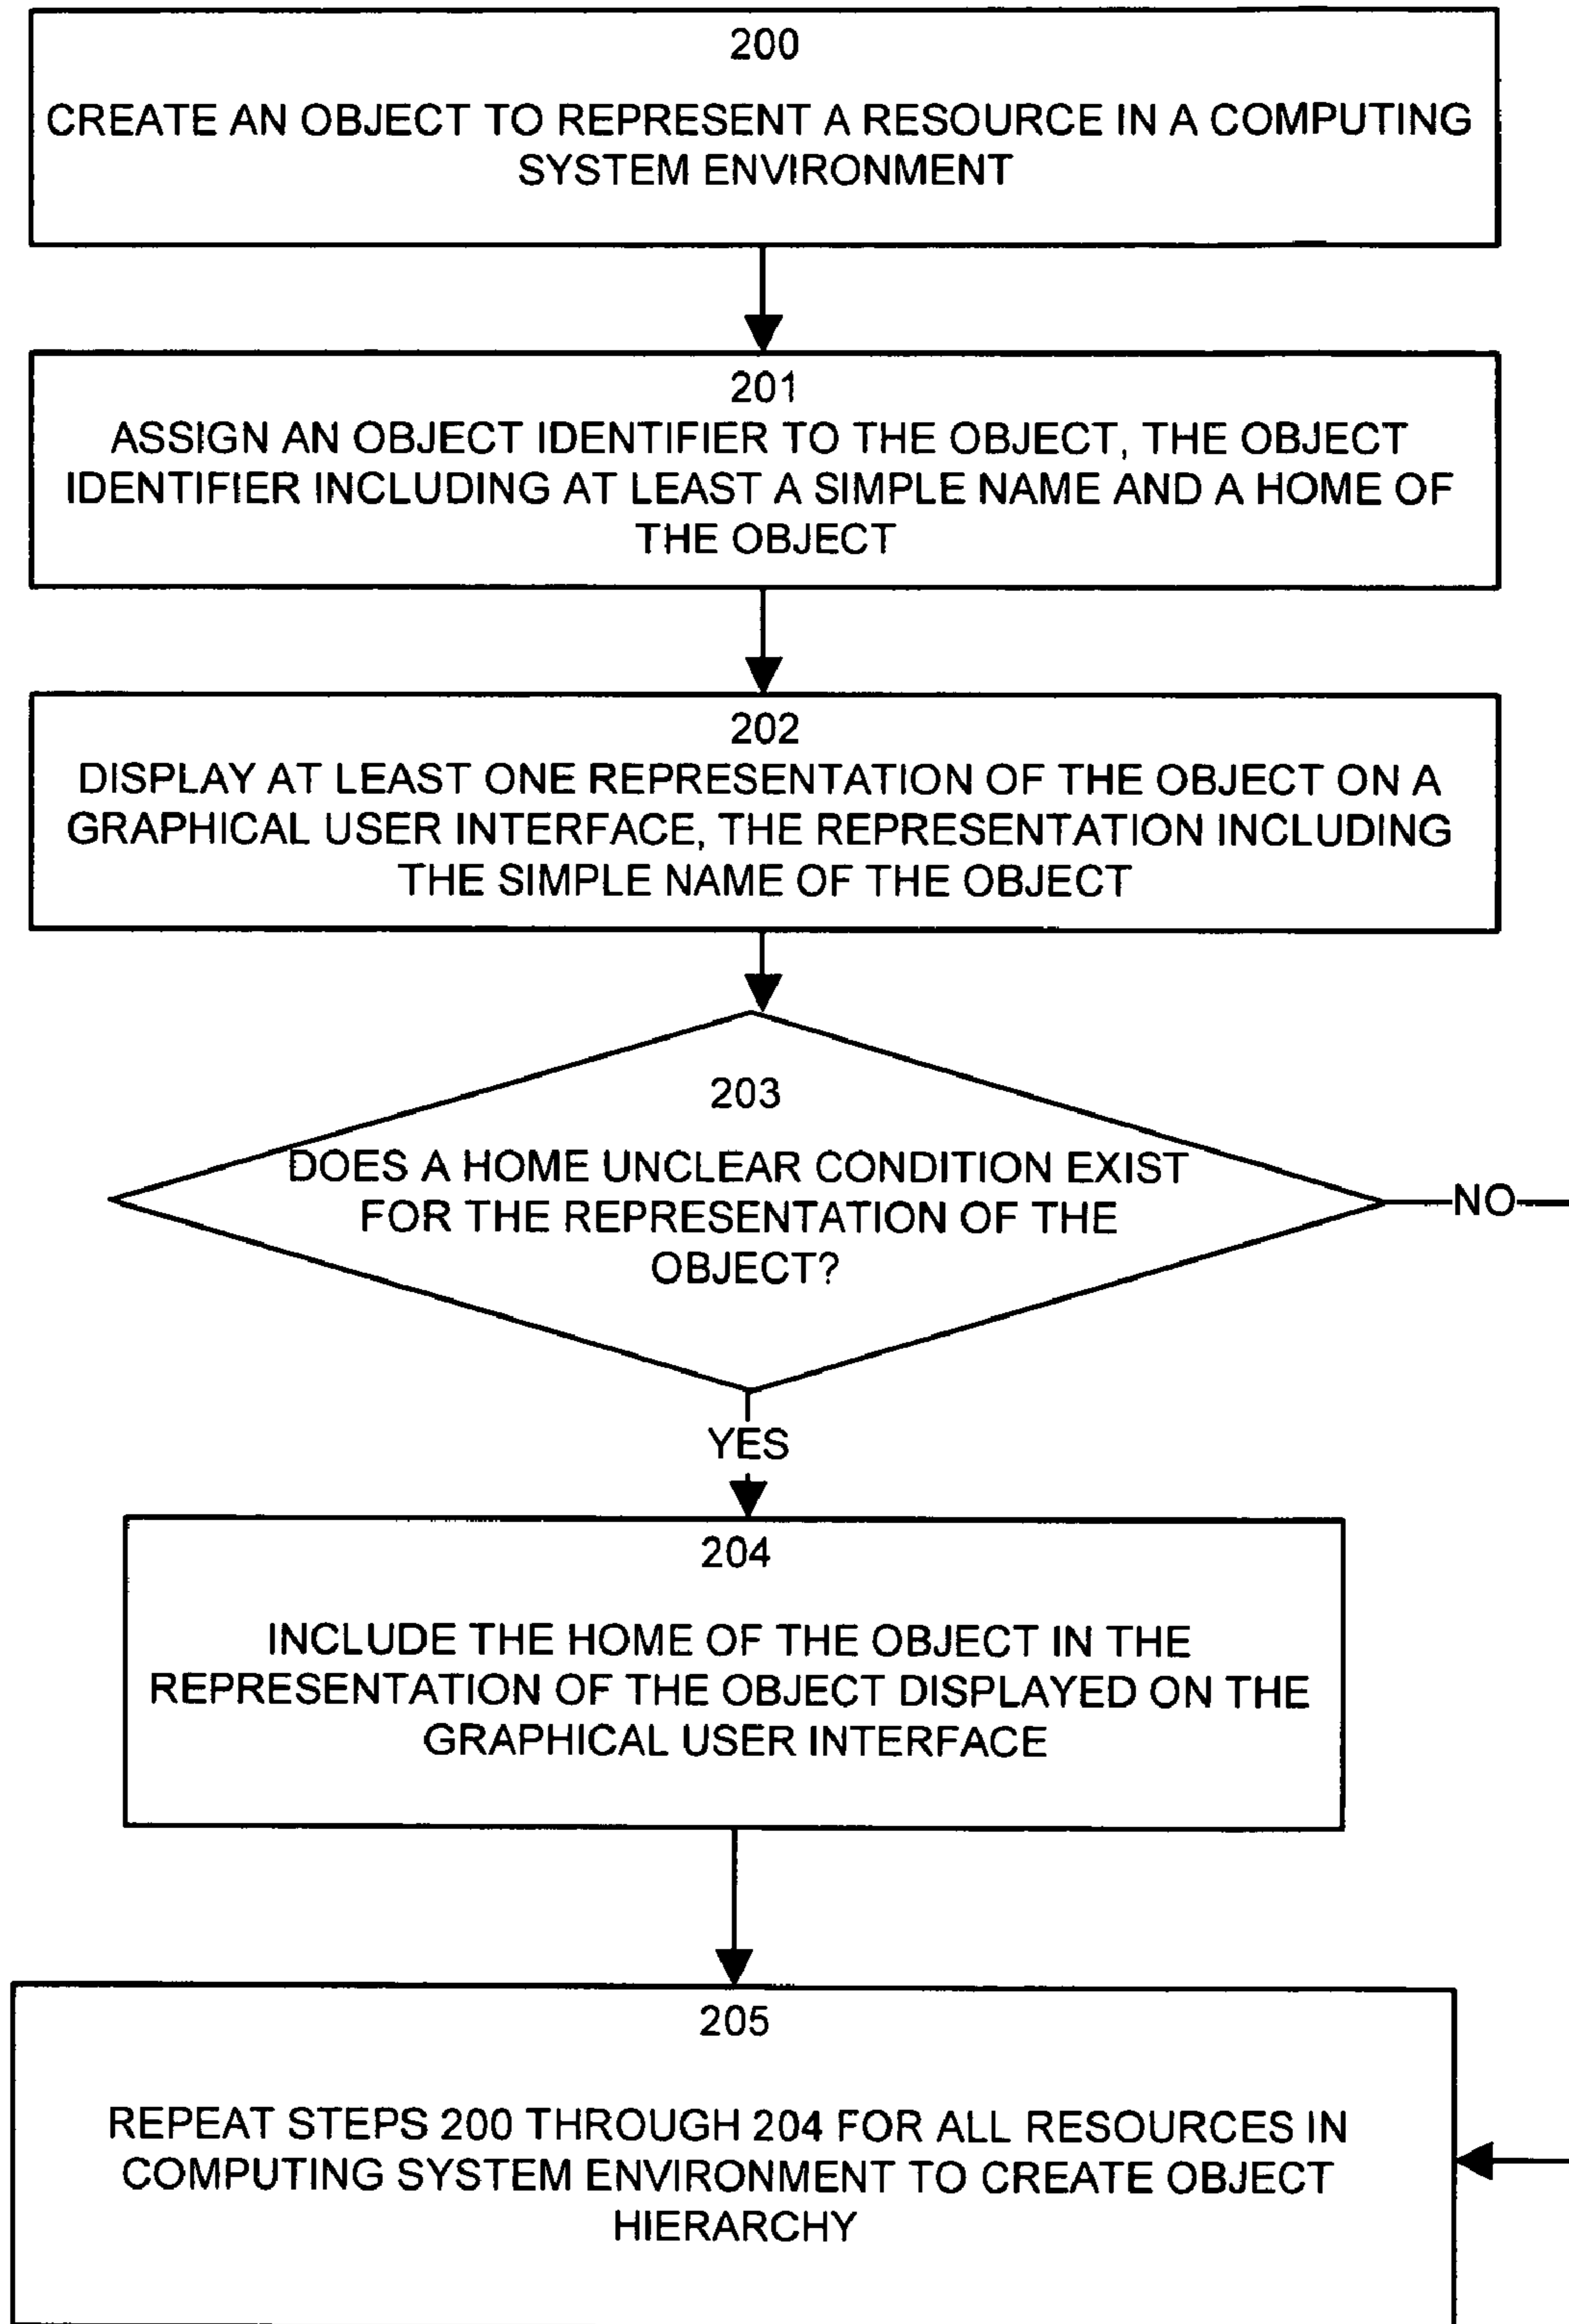 200
CREATE AN OBJECT TO REPRESENT A RESOURCE IN A COMPUTING
SYSTEM ENVIRONMENT
201
ASSIGN AN OBJECT IDENTIFIER TO THE OBJECT, THE OBJECT
IDENTIFIER INCLUDING AT LEAST A SIMPLE NAME AND A HOME OF
THE OBJECT
202
DISPLAY AT LEAST ONE REPRESENTATION OF THE OBJECT ON A
GRAPHICAL USER INTERFACE, THE REPRESENTATION INCLUDING
THE SIMPLE NAME OF THE OBJECT
203
DOES A HOME UNCLEAR CONDITION EXIST
FOR THE REPRESENTATION OF THE
OBJECT?
NO
YES
204
INCLUDE THE HOME OF THE OBJECT IN THE
REPRESENTATION OF THE OBJECT DISPLAYED ON THE
GRAPHICAL USER INTERFACE
205
REPEAT STEPS 200 THROUGH 204 FOR ALL RESOURCES IN
COMPUTING SYSTEM ENVIRONMENT TO CREATE OBJECT
HIERARCHY